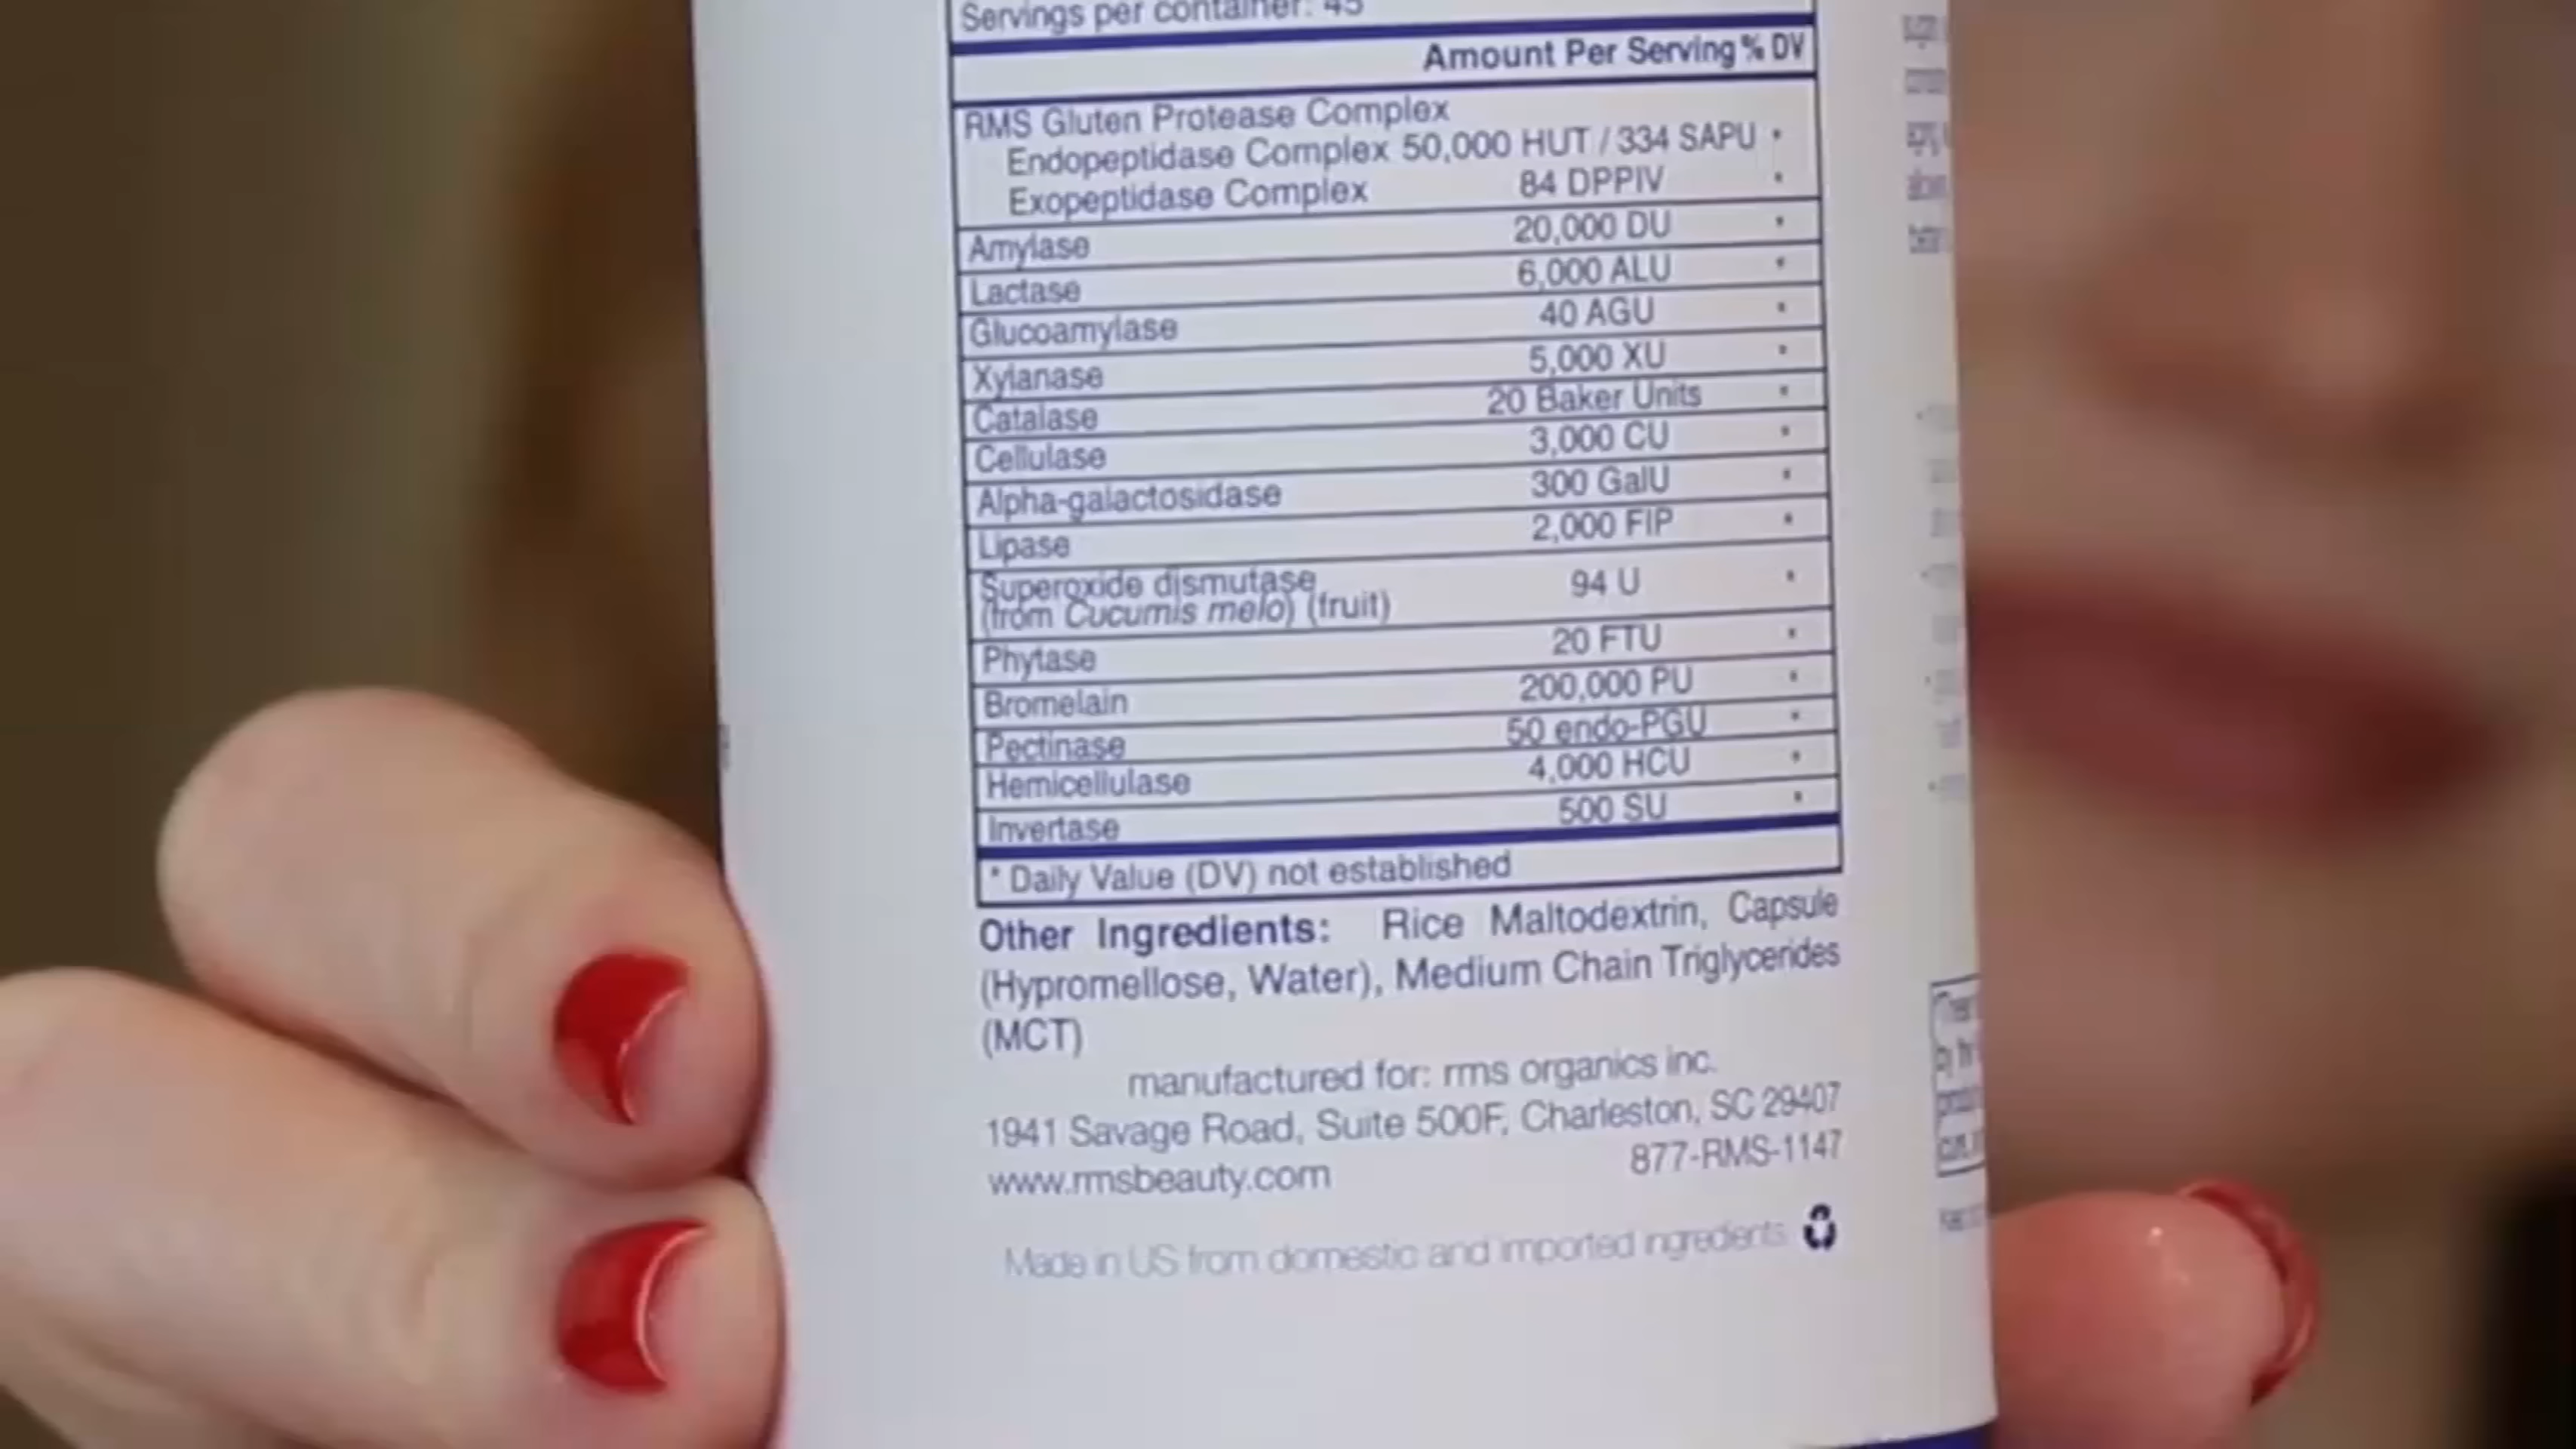 Servings per container: 45
Amount Per Serving % DV
RMS Gluten Protease Complex
Endopeptidase Complex 50,000 HUT / 334 SAPU *
Exopeptidase Complex 84 DPPIV *
Amylase 20,000 DU *
Lactase 6,000 ALU *
Glucoamylase 40 AGU *
Xylanase 5,000 XU *
Catalase 20 Baker Units *
Cellulase 3,000 CU *
Alpha-galactosidase 300 GalU *
Lipase 2,000 FIP *
Superoxide dismutase 94 U *
(from Cucumis melo) (fruit)
Phytase 20 FTU *
Bromelain 200,000 PU *
Pectinase 50 endo-PGU *
Hemicellulase 4,000 HCU *
Invertase 500 SU *
* Daily Value (DV) not established
Other Ingredients: Rice Maltodextrin, Capsule
(Hypromellose, Water), Medium Chain Triglycerides
(MCT)
manufactured for: rms organics inc.
1941 Savage Road, Suite 500F, Charleston, SC 29407
www.rmsbeauty.com 877-RMS-1147
Made in US from domestic and imported ingredients